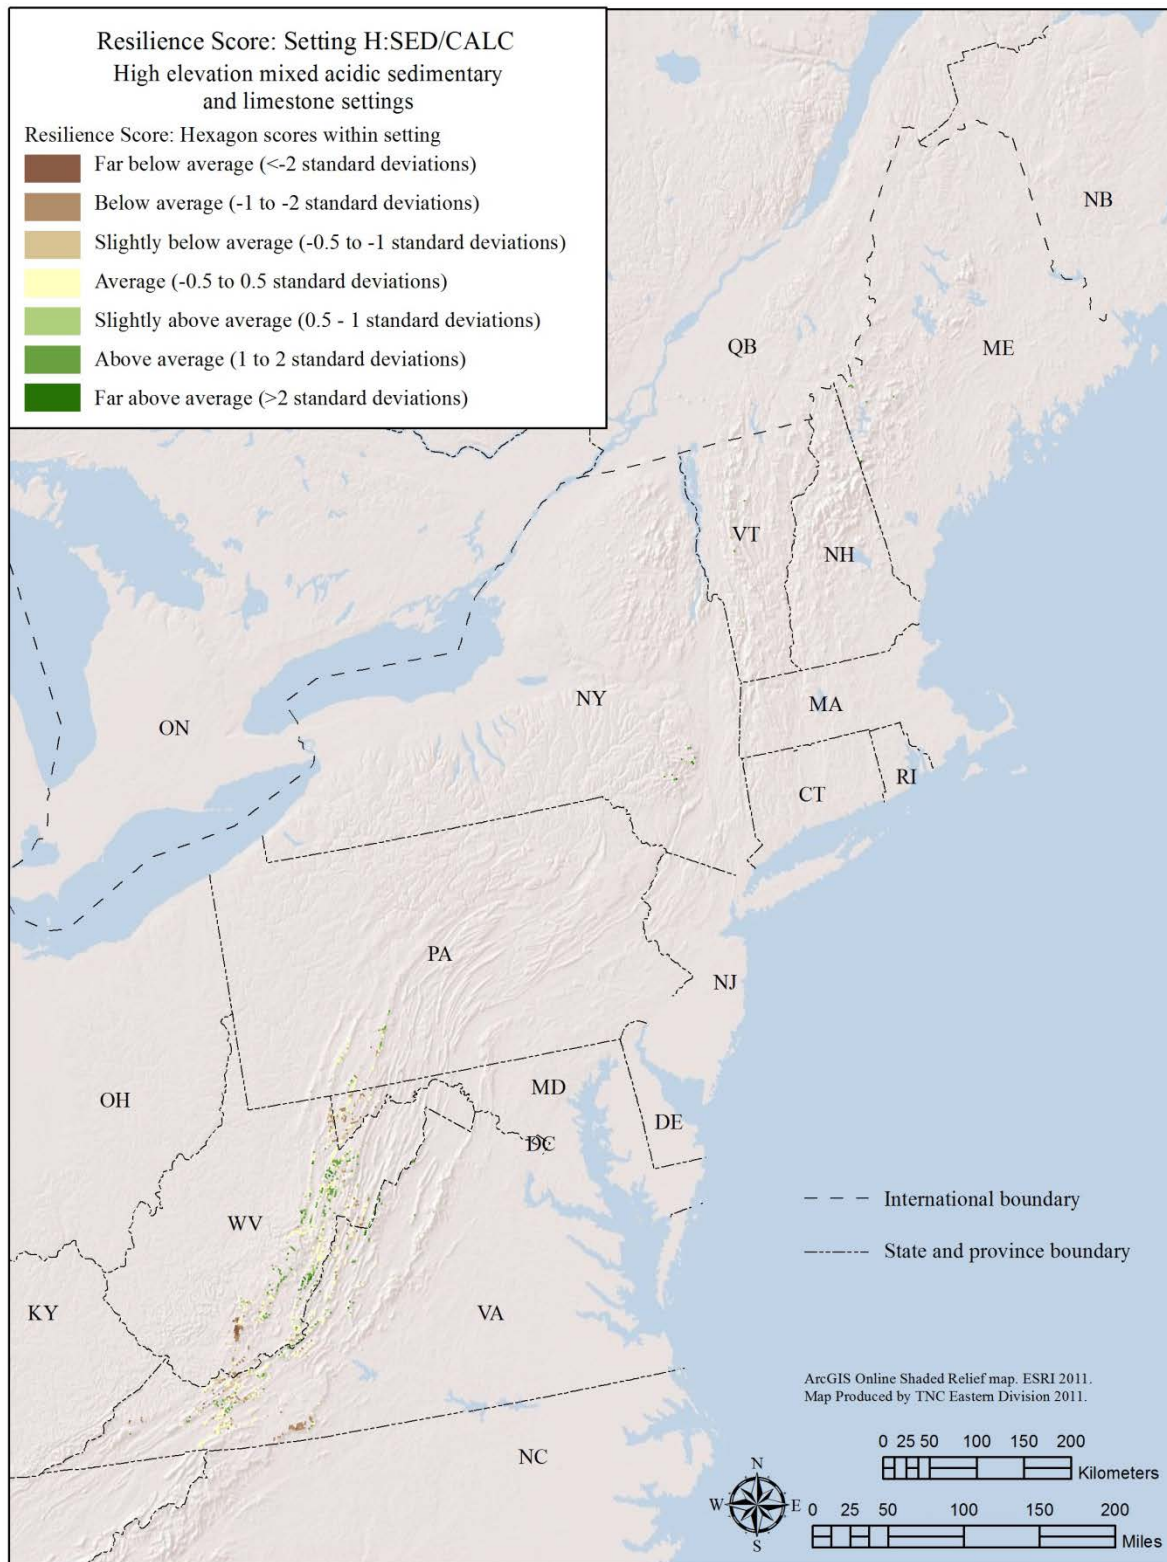 Resilience Score: Setting H:SED/CALC
High elevation mixed acidic sedimentary
and limestone settings
Resilience Score: Hexagon scores within setting
Far below average (<-2 standard deviations)
Below average (-1 to -2 standard deviations)
Slightly below average (-0.5 to -1 standard deviations)
Average (-0.5 to 0.5 standard deviations)
Slightly above average (0.5 - 1 standard deviations)
Above average (1 to 2 standard deviations)
Far above average (>2 standard deviations)
NB
QB
ME
VT
NH
NY
MA
ON
CT
RI
PA
NJ
OH
MD
DE
DC
WV
KY
VA
NC
International boundary
State and province boundary
ArcGIS Online Shaded Relief map. ESRI 2011.
Map Produced by TNC Eastern Division 2011.
0 25 50 100 150 200
Kilometers
N
W E
S
0 25 50 100 150 200
Miles